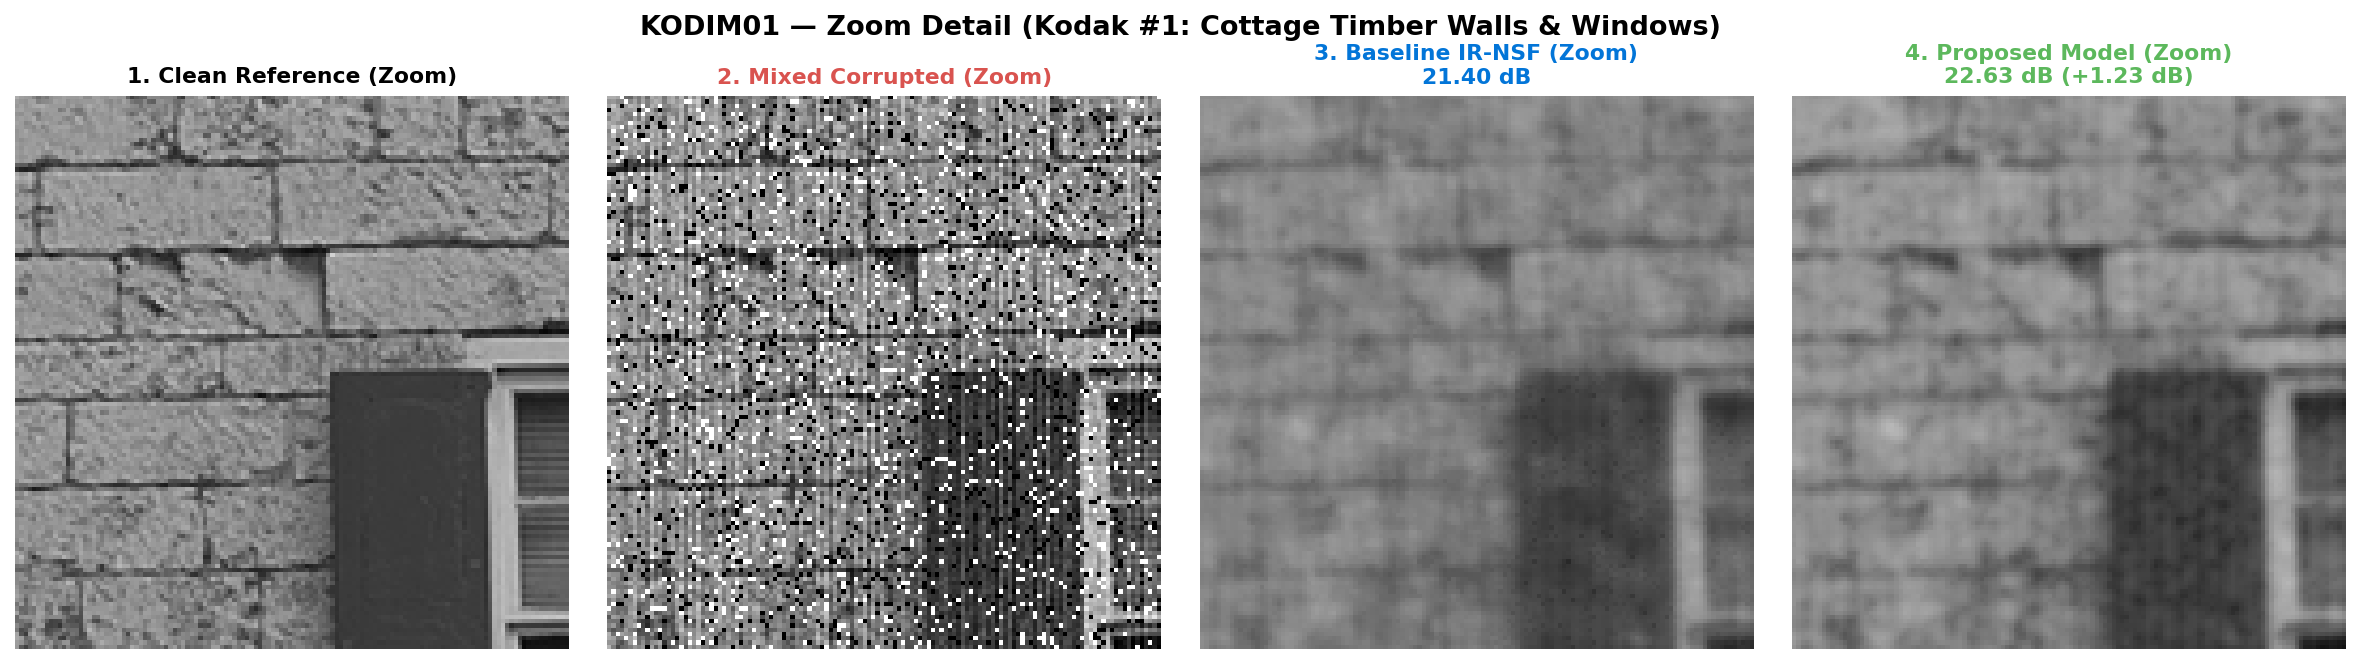 KODIM01 — Zoom Detail (Kodak #1: Cottage Timber Walls & Windows)
1. Clean Reference (Zoom)
2. Mixed Corrupted (Zoom)
3. Baseline IR-NSF (Zoom)
21.40 dB
4. Proposed Model (Zoom)
22.63 dB (+1.23 dB)